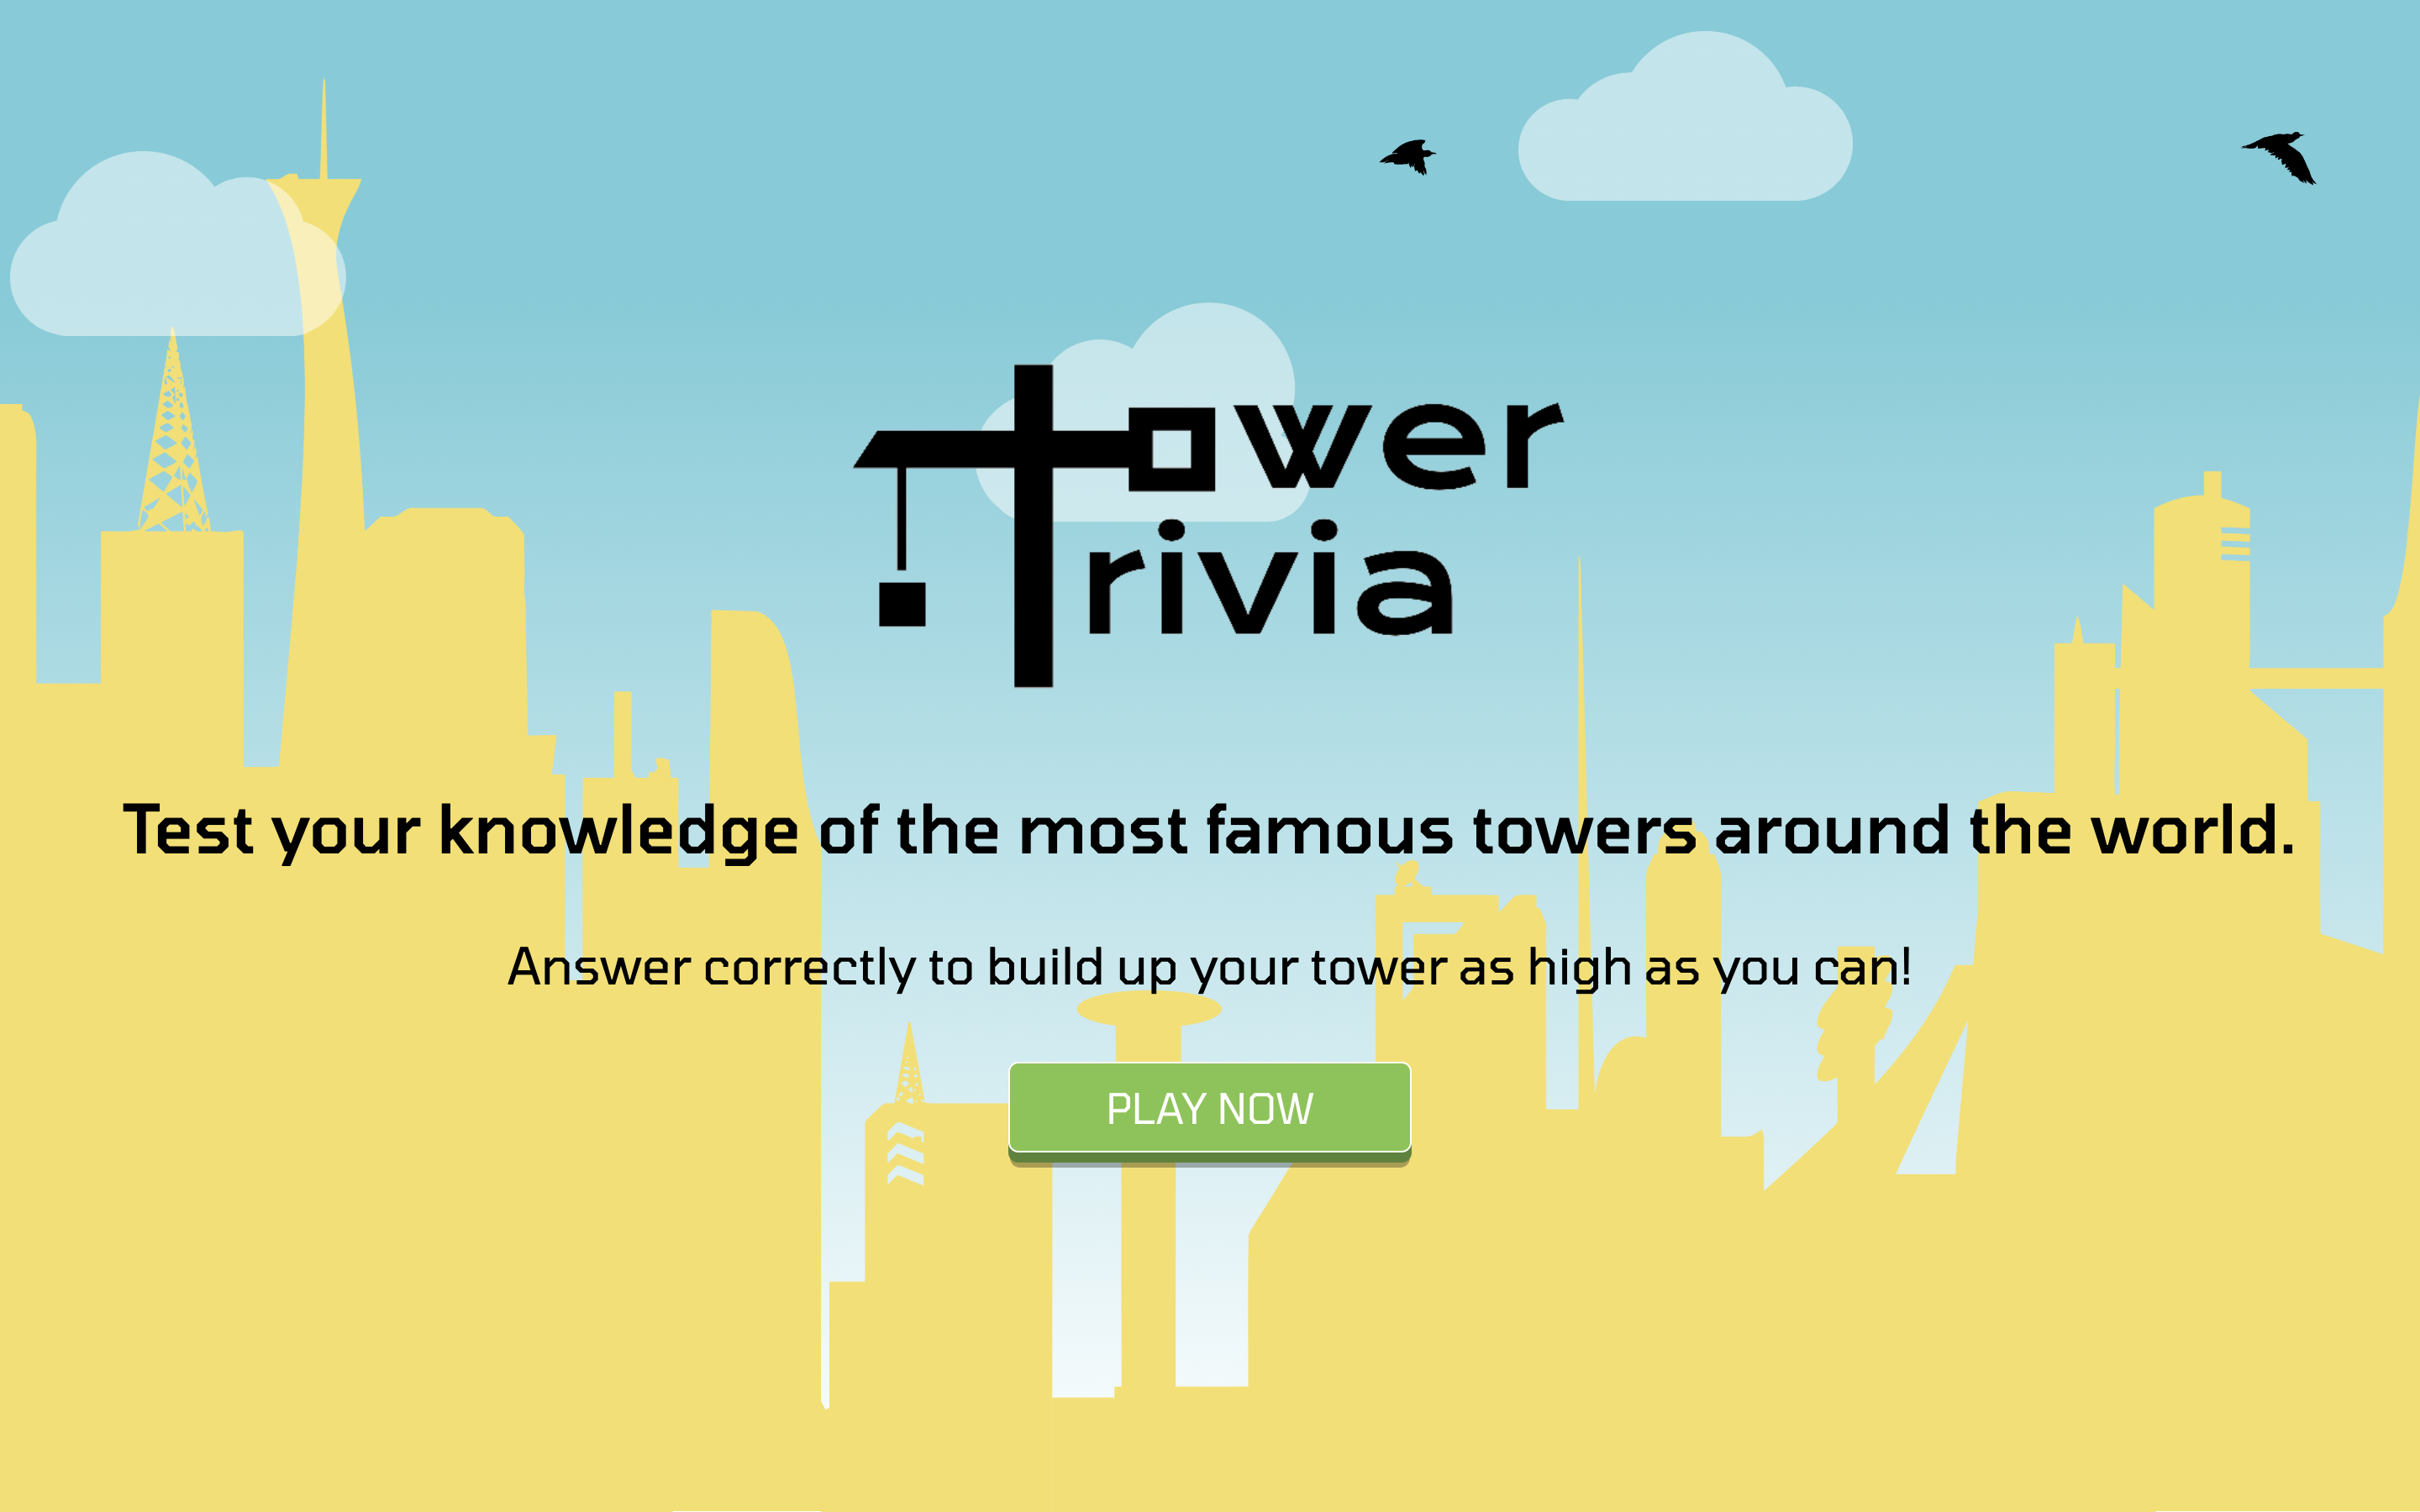 Tower
Trivia
Test your knowledge of the most famous towers around the world.
Answer correctly to build up your tower as high as you can!
PLAY NOW